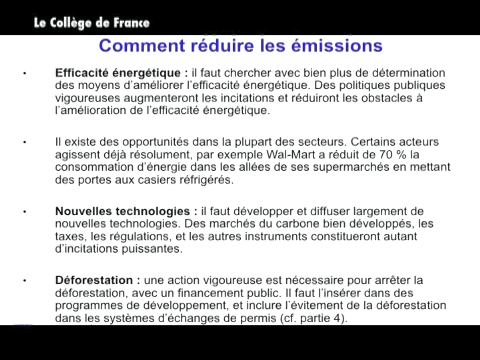 Le Collège de France
Comment réduire les émissions
• Efficacité énergétique : il faut chercher avec bien plus de détermination
des moyens d'améliorer l'efficacité énergétique. Des politiques publiques
vigoureuses augmenteront les incitations et réduiront les obstacles à
l'amélioration de l'efficacité énergétique.
• Il existe des opportunités dans la plupart des secteurs. Certains acteurs
agissent déjà résolument, par exemple Wal-Mart a réduit de 70 % la
consommation d'énergie dans les allées de ses supermarchés en mettant
des portes aux casiers réfrigérés.
• Nouvelles technologies : il faut développer et diffuser largement de
nouvelles technologies. Des marchés du carbone bien développés, les
taxes, les régulations, et les autres instruments constitueront autant
d'incitations puissantes.
• Déforestation : une action vigoureuse est nécessaire pour arrêter la
déforestation, avec un financement public. Il faut l'insérer dans des
programmes de développement, et inclure l'évitement de la déforestation
dans les systèmes d'échanges de permis (cf. partie 4).